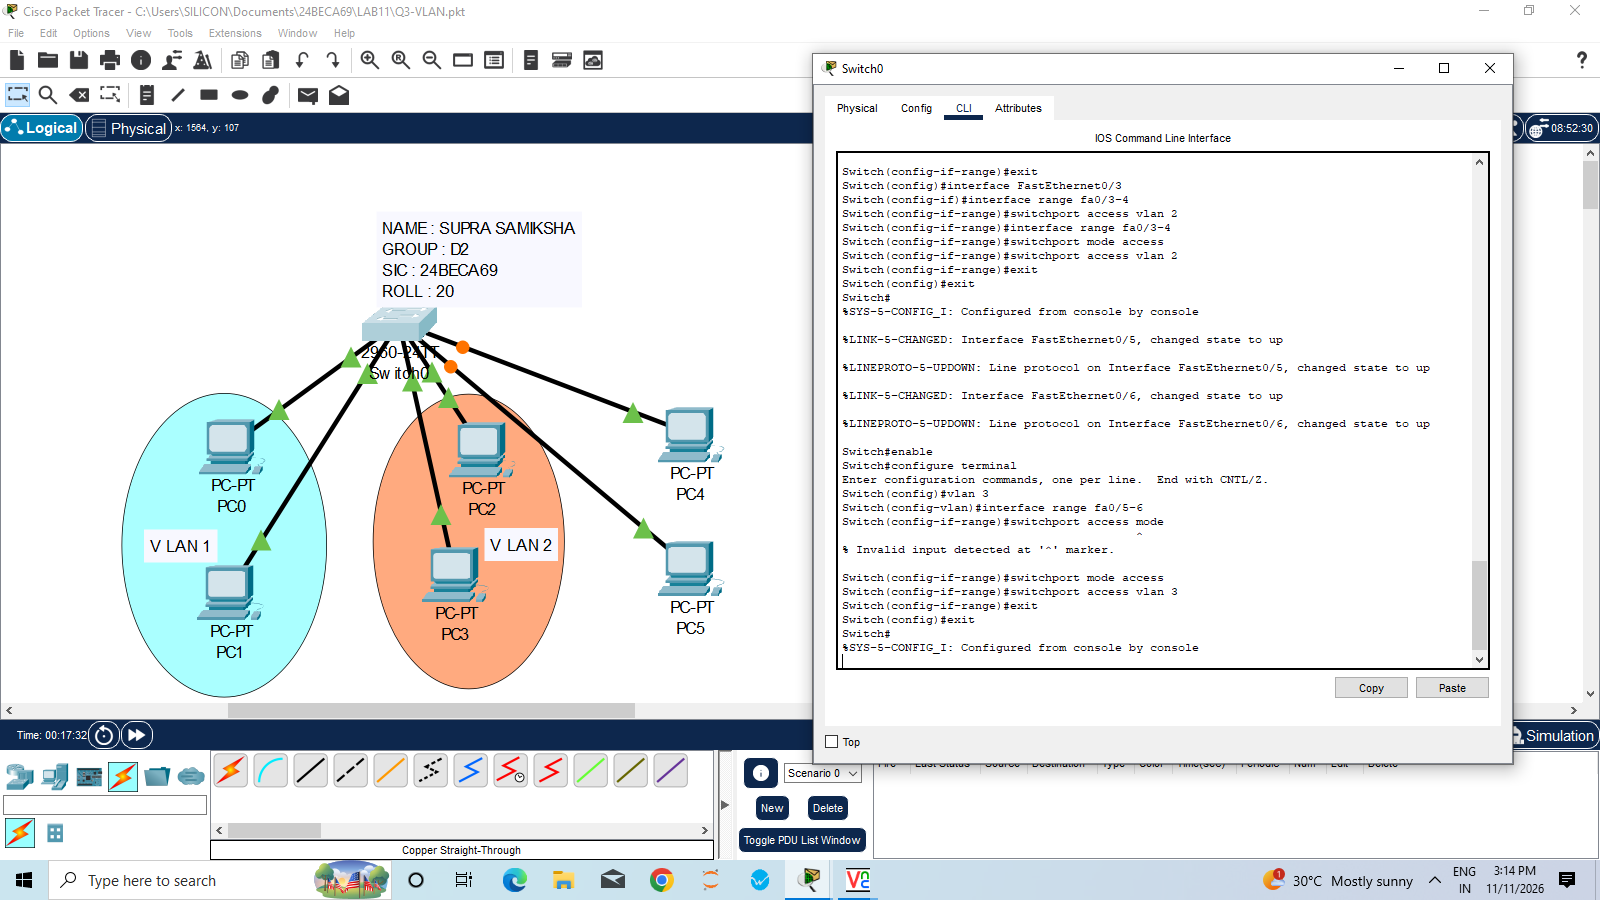 Cisco Packet Tracer - C:\Users\SILICON\Documents\24BECA69\LAB11\Q3-VLAN.pkt
File Edit Options View Tools Extensions Window Help
Logical Physical x: 1564, y: 107
08:52:30
NAME : SUPRA SAMIKSHA
GROUP : D2
SIC : 24BECA69
ROLL : 20
2960-24TT
Switch0
PC-PT
PC0
PC-PT
PC1
V LAN 1
PC-PT
PC2
V LAN 2
PC-PT
PC3
PC-PT
PC4
PC-PT
PC5
Switch0
Physical Config CLI Attributes
IOS Command Line Interface
Switch(config-if-range)#exit
Switch(config)#interface FastEthernet0/3
Switch(config-if)#interface range fa0/3-4
Switch(config-if-range)#switchport access vlan 2
Switch(config-if-range)#interface range fa0/3-4
Switch(config-if-range)#switchport mode access
Switch(config-if-range)#switchport access vlan 2
Switch(config-if-range)#exit
Switch(config)#exit
Switch#
%SYS-5-CONFIG_I: Configured from console by console
%LINK-5-CHANGED: Interface FastEthernet0/5, changed state to up
%LINEPROTO-5-UPDOWN: Line protocol on Interface FastEthernet0/5, changed state to up
%LINK-5-CHANGED: Interface FastEthernet0/6, changed state to up
%LINEPROTO-5-UPDOWN: Line protocol on Interface FastEthernet0/6, changed state to up
Switch#enable
Switch#configure terminal
Enter configuration commands, one per line.  End with CNTL/Z.
Switch(config)#vlan 3
Switch(config-vlan)#interface range fa0/5-6
Switch(config-if-range)#switchport access mode
^
% Invalid input detected at '^' marker.
Switch(config-if-range)#switchport mode access
Switch(config-if-range)#switchport access vlan 3
Switch(config-if-range)#exit
Switch(config)#exit
Switch#
%SYS-5-CONFIG_I: Configured from console by console
Copy Paste
Top
Time: 00:17:32
Simulation
Scenario 0
Fire Last Status Source Destination Type Color Time(sec) Periodic Num Edit Delete
New Delete
Toggle PDU List Window
Copper Straight-Through
Type here to search
1
30°C Mostly sunny
ENG
IN
3:14 PM
11/11/2026